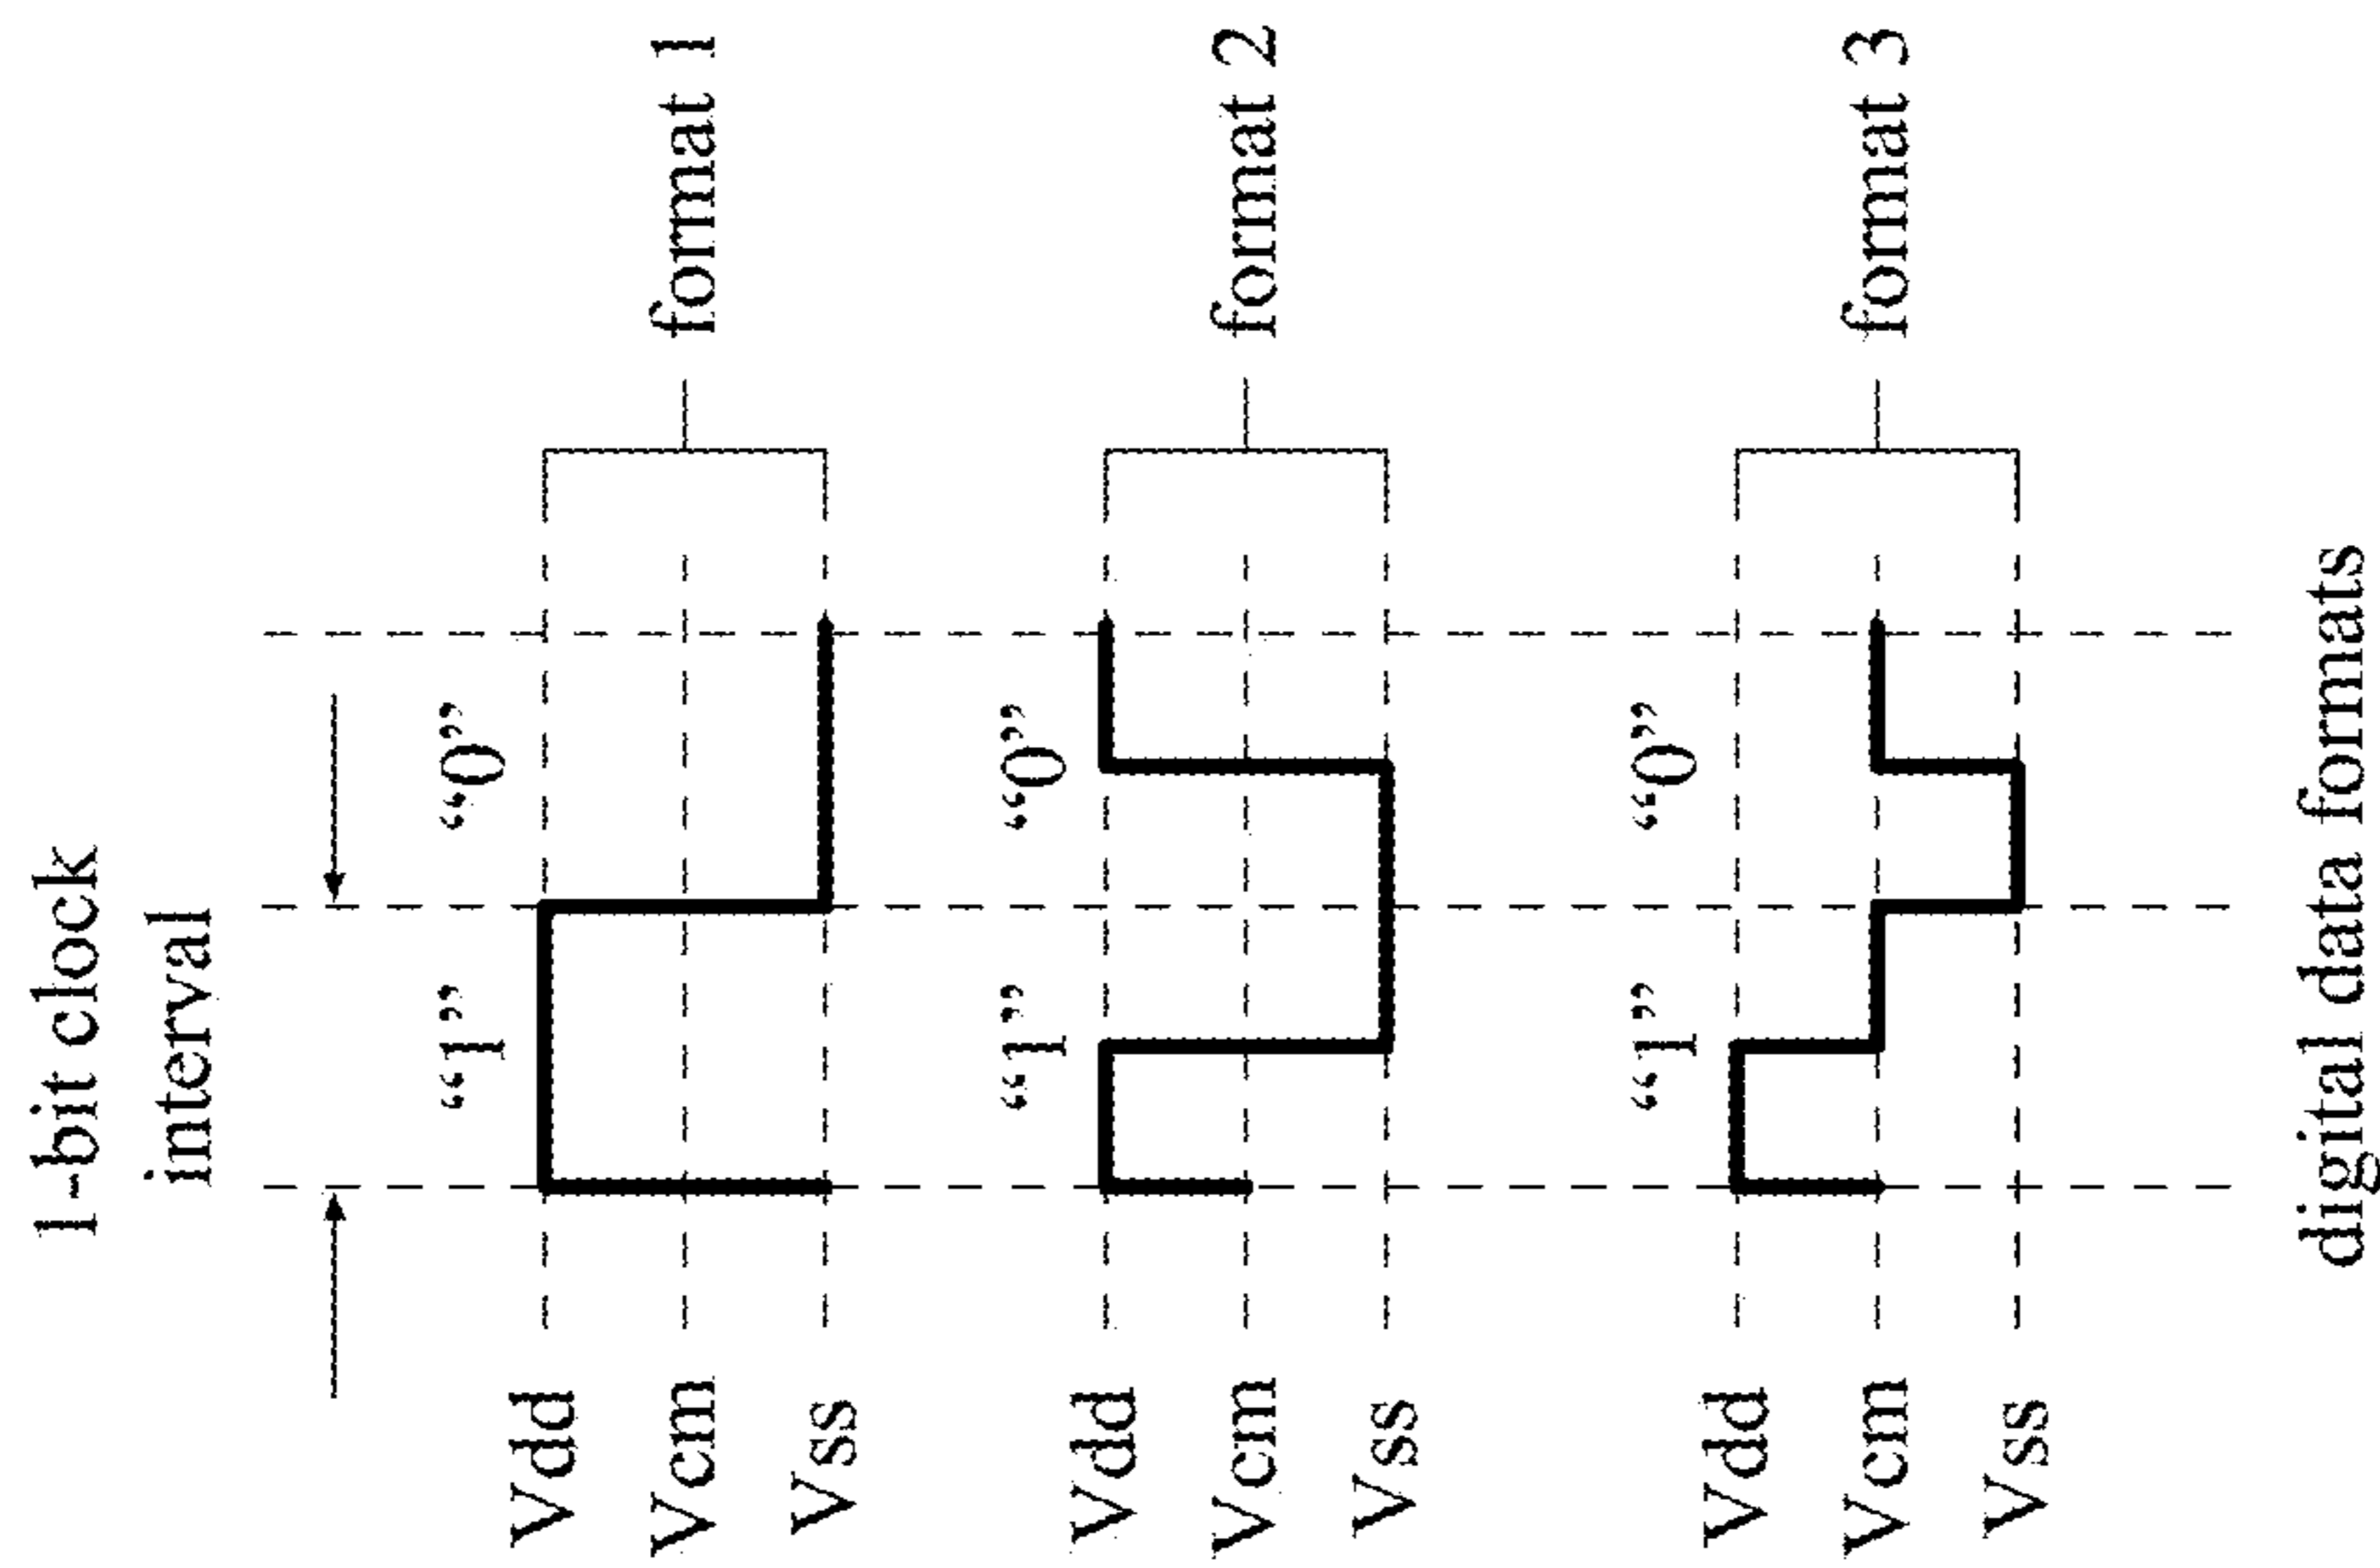 1-bit clock
interval
“1” “0”
Vdd
Vcm
Vss
format 1
“1” “0”
Vdd
Vcm
Vss
format 2
“1” “0”
Vdd
Vcm
Vss
format 3
digital data formats